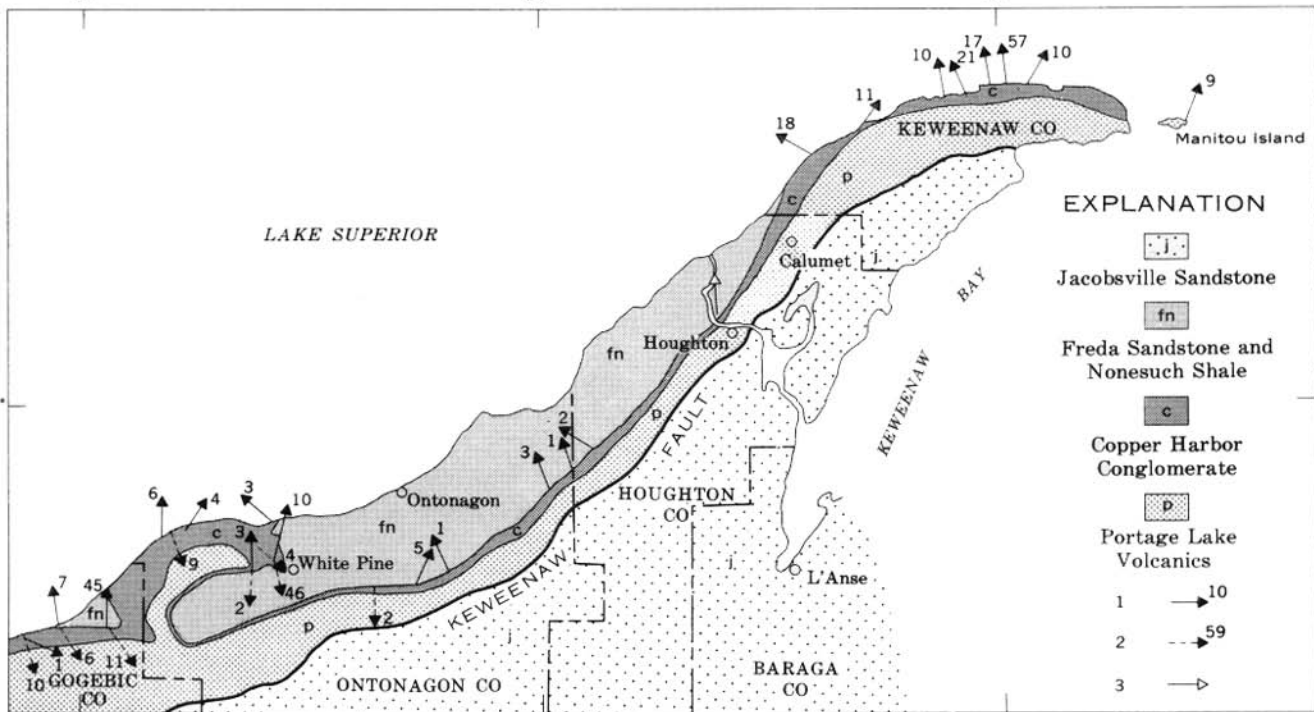 17
57
10
21
10
11
9
c
KEWEENAW CO
18
Manitou Island
p
EXPLANATION
c
LAKE SUPERIOR
j
Calumet
j
Jacobsville Sandstone
BAY
fn
Houghton
Freda Sandstone and
Nonesuch Shale
fn
KEWEENAW
c
p
2
FAULT
Copper Harbor
Conglomerate
1
3
HOUGHTON
CO
6
4
3
10
Ontonagon
p
fn
c
3
1
Portage Lake
Volcanics
c
9
4
White Pine
5
j
L'Anse
7
45
46
KEWEENAW
1
10
2
fn
p
2
j
2
59
10
1
6
11
GOGEBIC
CO
ONTONAGON CO
BARAGA
CO
3